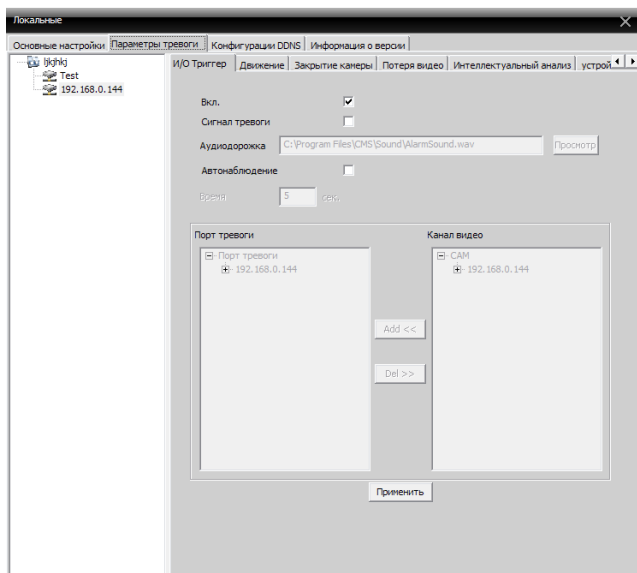 Локальные
Основные настройки Параметры тревоги Конфигурации DDNS Информация о версии
ljkghkj
Test
192.168.0.144
И/О Триггер Движение Закрытие камеры Потеря видео Интеллектуальный анализ устрой
Вкл.
Сигнал тревоги
Аудиодорожка C:\Program Files\CMS\Sound\AlarmSound.wav Просмотр
Автонаблюдение
Время 5 сек.
Порт тревоги Канал видео
Порт тревоги CAM
192.168.0.144 192.168.0.144
Add <<
Del >>
Применить